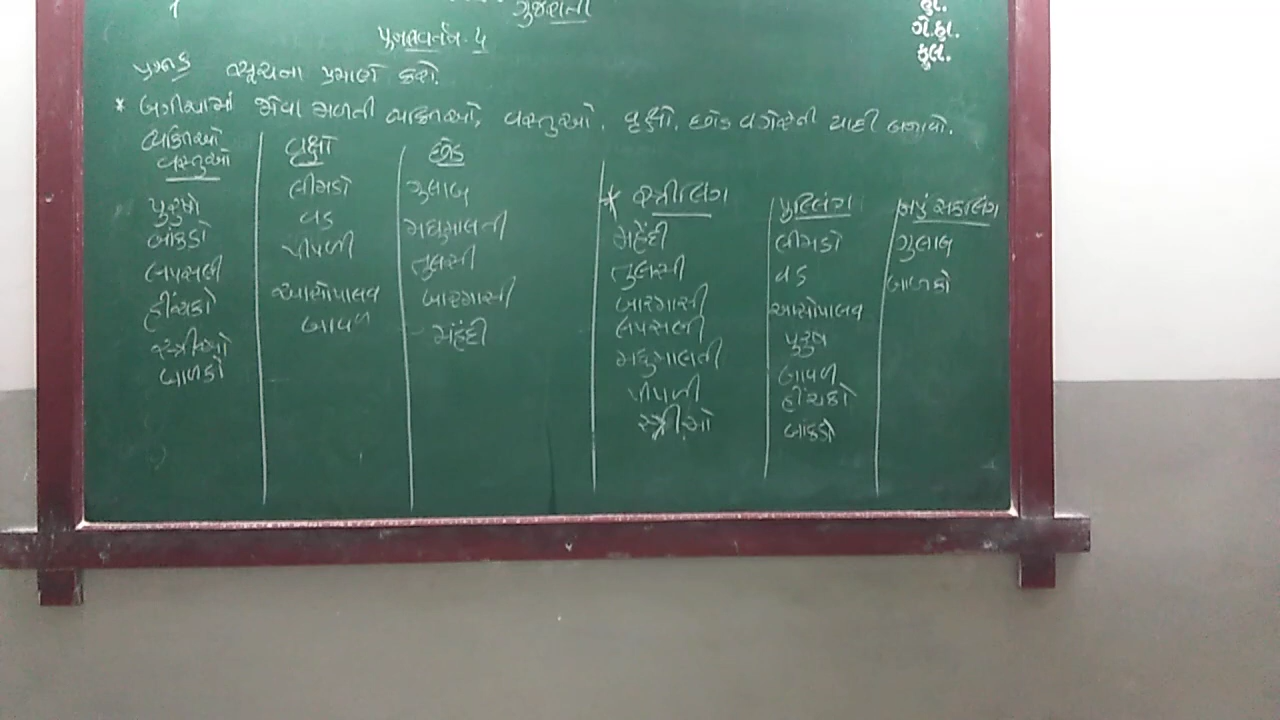 ગુજરાતી
હા.
ગે.હા.
કુલ.
પુનરાવર્તન-૫
પ્રશ્ન-૬ સૂચના પ્રમાણે કરો.
* બગીચામાં જોવા મળતી વ્યક્તિઓ, વસ્તુઓ, વૃક્ષો, છોડ વગેરેની યાદી બનાવો.
વ્યક્તિઓ
વસ્તુઓ
પુરુષો
બાંકડો
લપસણી
હીંચકો
સ્ત્રીઓ
બાળકો
વૃક્ષો
લીમડો
વડ
પીપળી
આસોપાલવ
બાવળ
છોડ
ગુલાબ
મધુમાલતી
તુલસી
બારમાસી
મહેંદી
* સ્ત્રીલિંગ
મહેંદી
તુલસી
બારમાસી
લપસણી
મધુમાલતી
પીપળી
સ્ત્રીઓ
પુલ્લિંગ
લીમડો
વડ
આસોપાલવ
પુરુષ
બાવળ
હીંચકો
બાંકડો
નપુંસકલિંગ
ગુલાબ
બાળકો